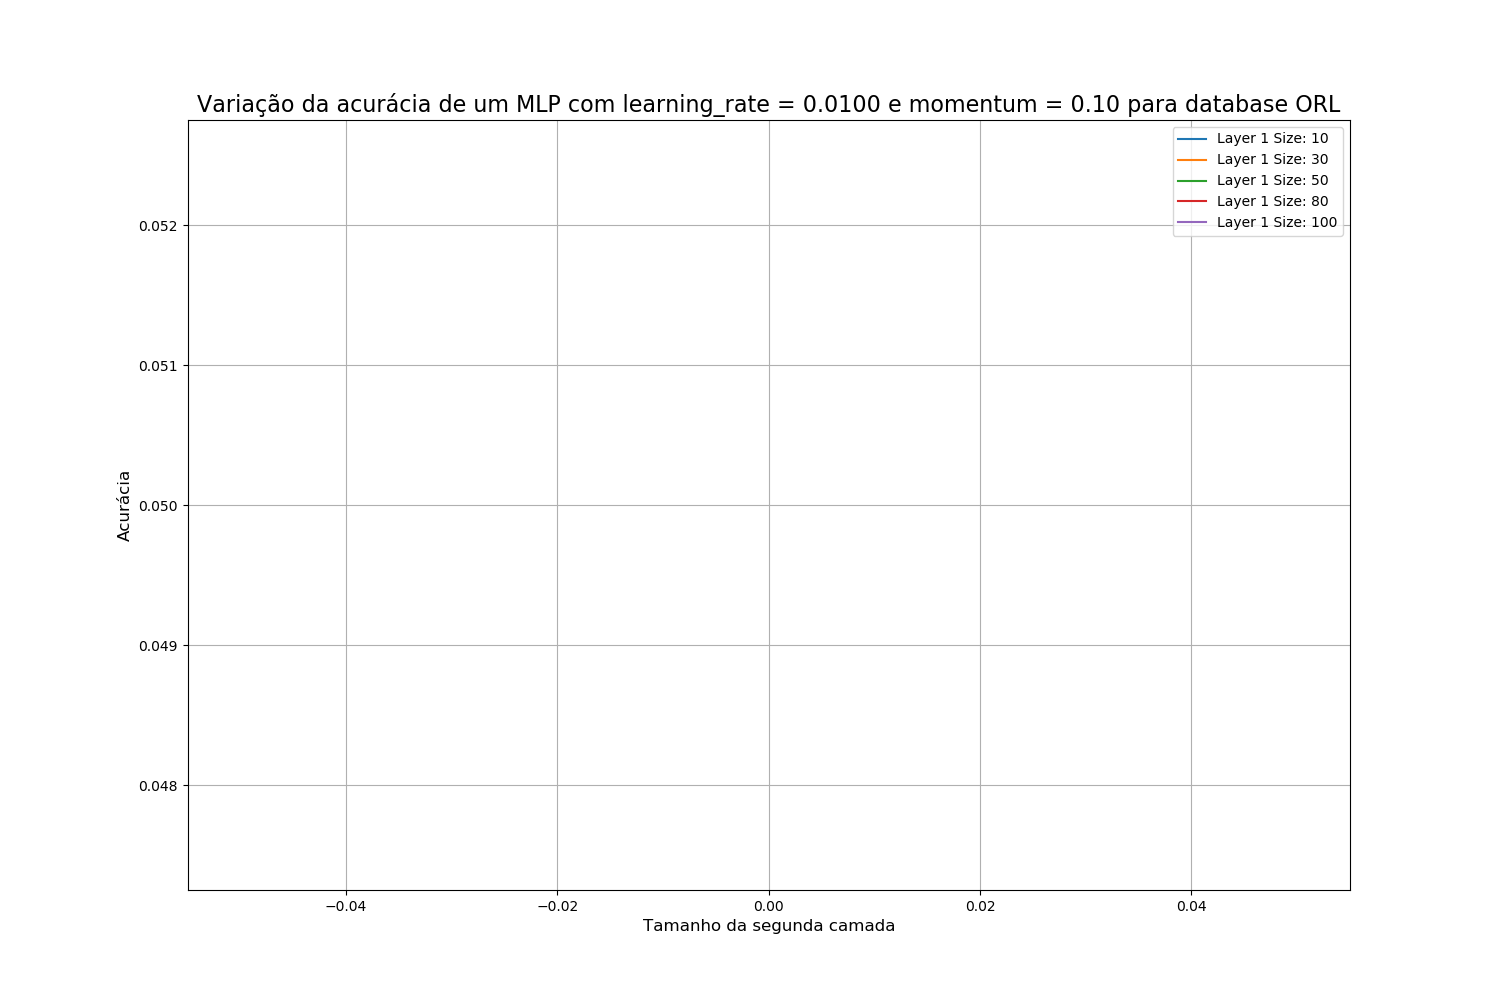 Variação da acurácia de um MLP com learning_rate = 0.0100 e momentum = 0.10 para database ORL
Layer 1 Size: 10
Layer 1 Size: 30
Layer 1 Size: 50
Layer 1 Size: 80
Layer 1 Size: 100
0.052
0.051
0.050
0.049
0.048
Acurácia
−0.04
−0.02
0.00
0.02
0.04
Tamanho da segunda camada